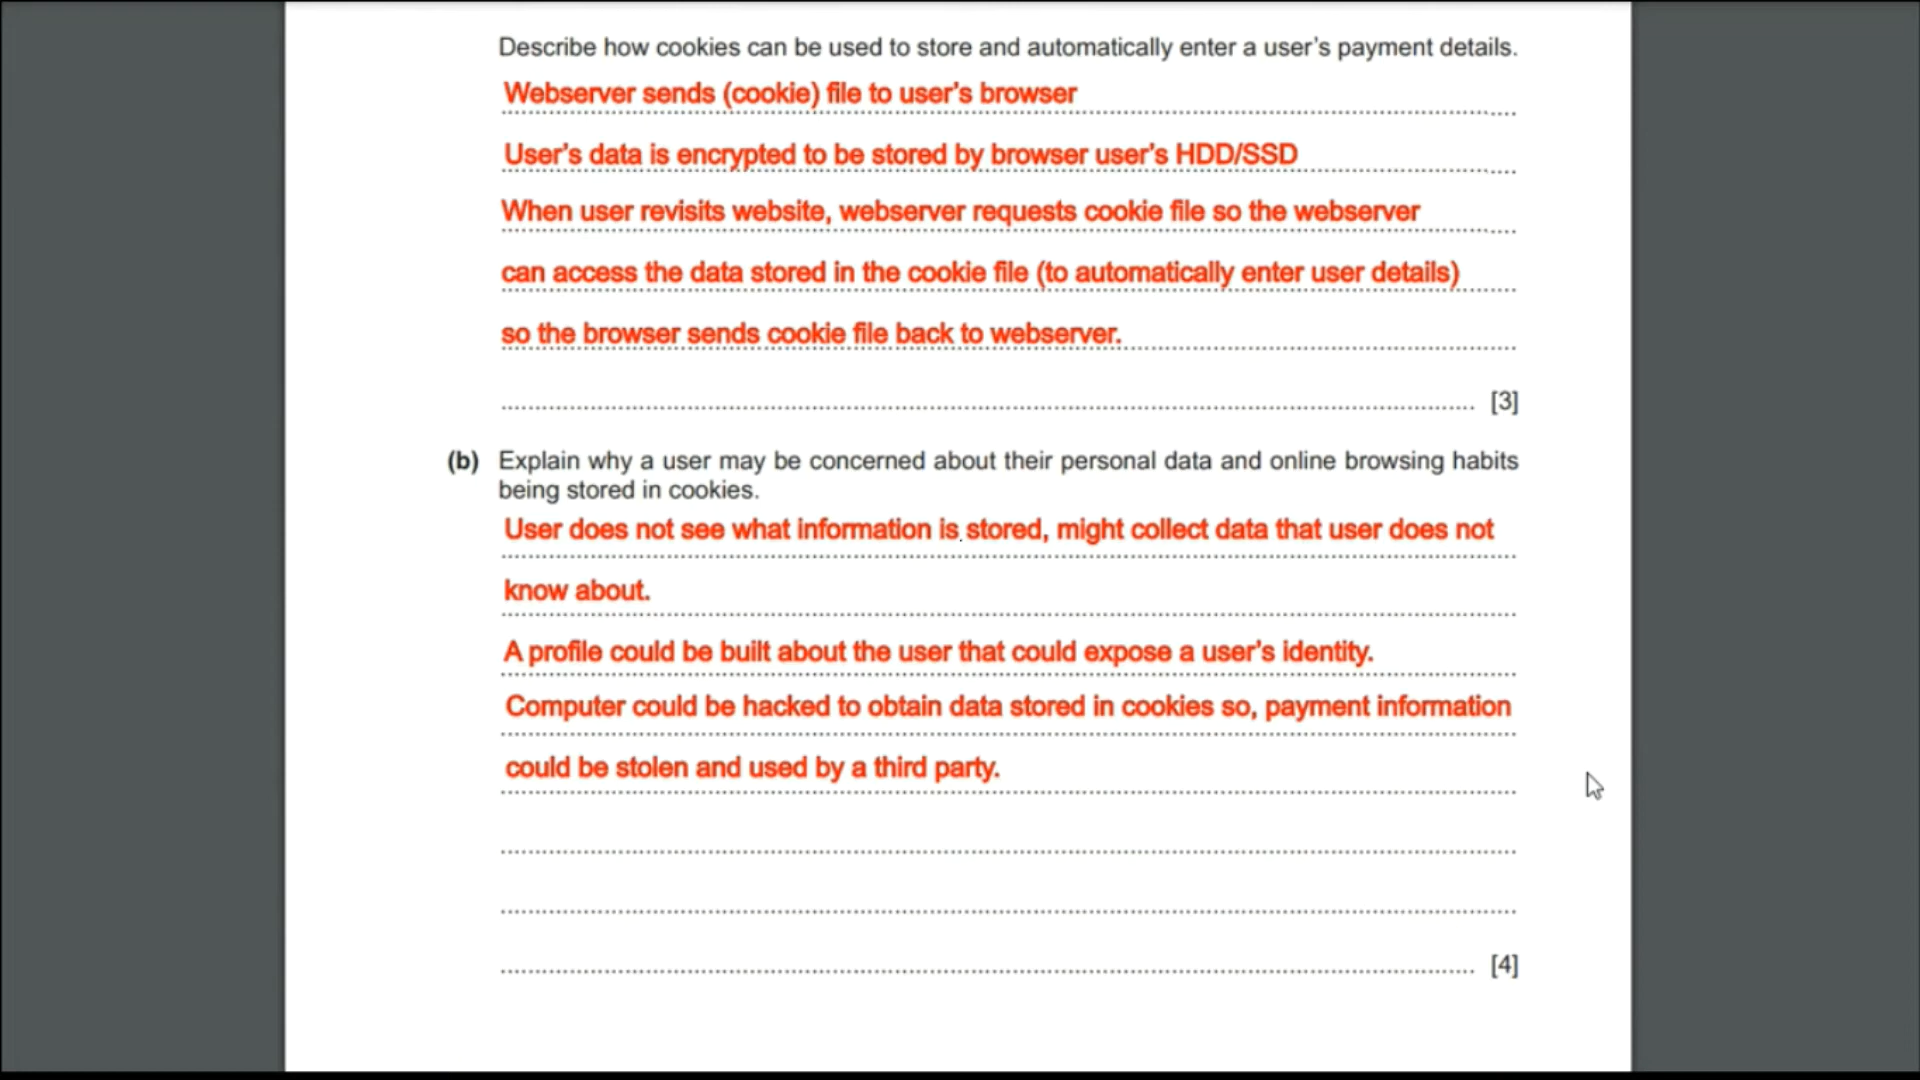 Describe how cookies can be used to store and automatically enter a user's payment details.
Webserver sends (cookie) file to user's browser
User's data is encrypted to be stored by browser user's HDD/SSD
When user revisits website, webserver requests cookie file so the webserver
can access the data stored in the cookie file (to automatically enter user details)
so the browser sends cookie file back to webserver.
[3]
(b) Explain why a user may be concerned about their personal data and online browsing habits
being stored in cookies.
User does not see what information is stored, might collect data that user does not
know about.
A profile could be built about the user that could expose a user's identity.
Computer could be hacked to obtain data stored in cookies so, payment information
could be stolen and used by a third party.
[4]